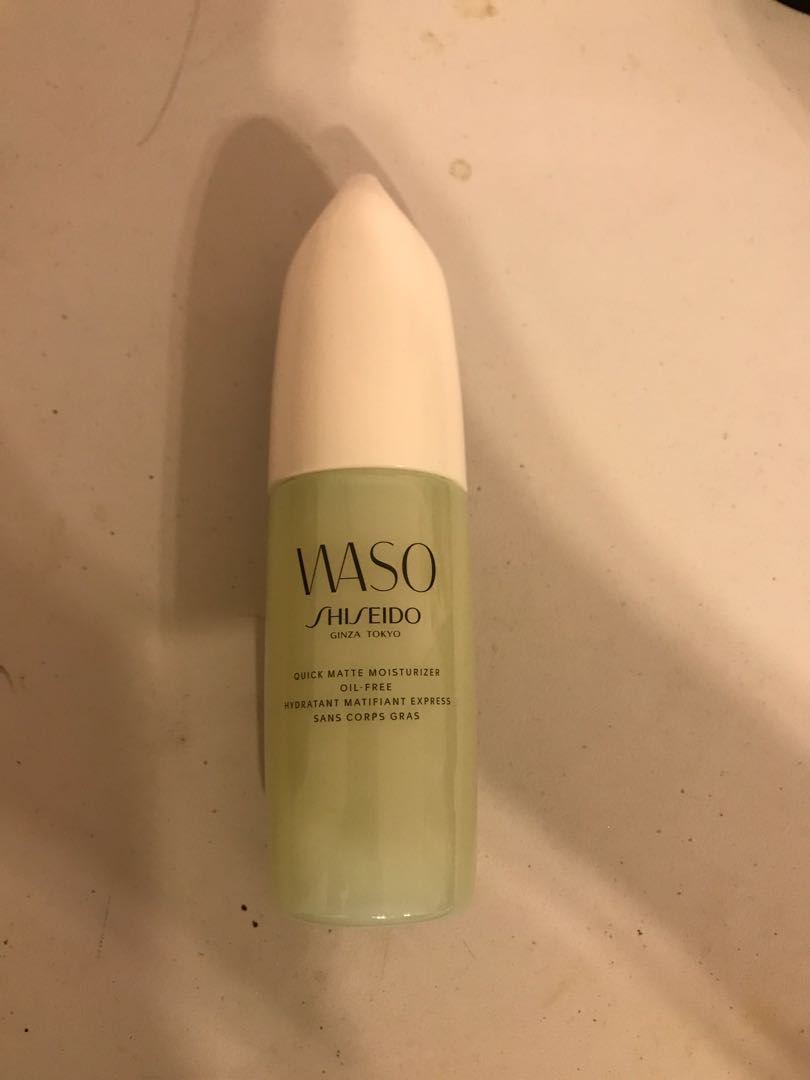 WASO
SHISEIDO
GINZA TOKYO
QUICK MATTE MOISTURIZER
OIL-FREE
HYDRATANT MATIFIANT EXPRESS
SANS CORPS GRAS